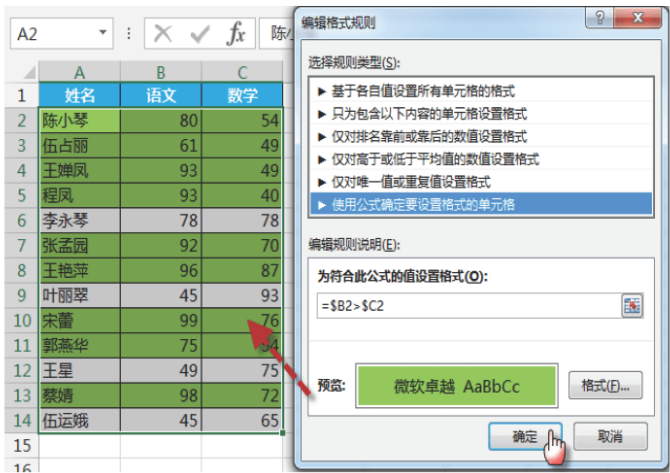 A2 fx 陈小
A B C
1 姓名 语文 数学
2 陈小琴 80 54
3 伍占丽 61 49
4 王婵凤 93 49
5 程凤 93 40
6 李永琴 78 78
7 张孟园 92 70
8 王艳萍 96 87
9 叶丽翠 45 93
10 宋蕾 99 76
11 郭燕华 75 54
12 王星 49 75
13 蔡婧 98 72
14 伍运娥 45 65
15
16
编辑格式规则
选择规则类型(S):
► 基于各自值设置所有单元格的格式
► 只为包含以下内容的单元格设置格式
► 仅对排名靠前或靠后的数值设置格式
► 仅对高于或低于平均值的数值设置格式
► 仅对唯一值或重复值设置格式
► 使用公式确定要设置格式的单元格
编辑规则说明(E):
为符合此公式的值设置格式(O):
=$B2>$C2
预览: 微软卓越 AaBbCc 格式(F)...
确定 取消